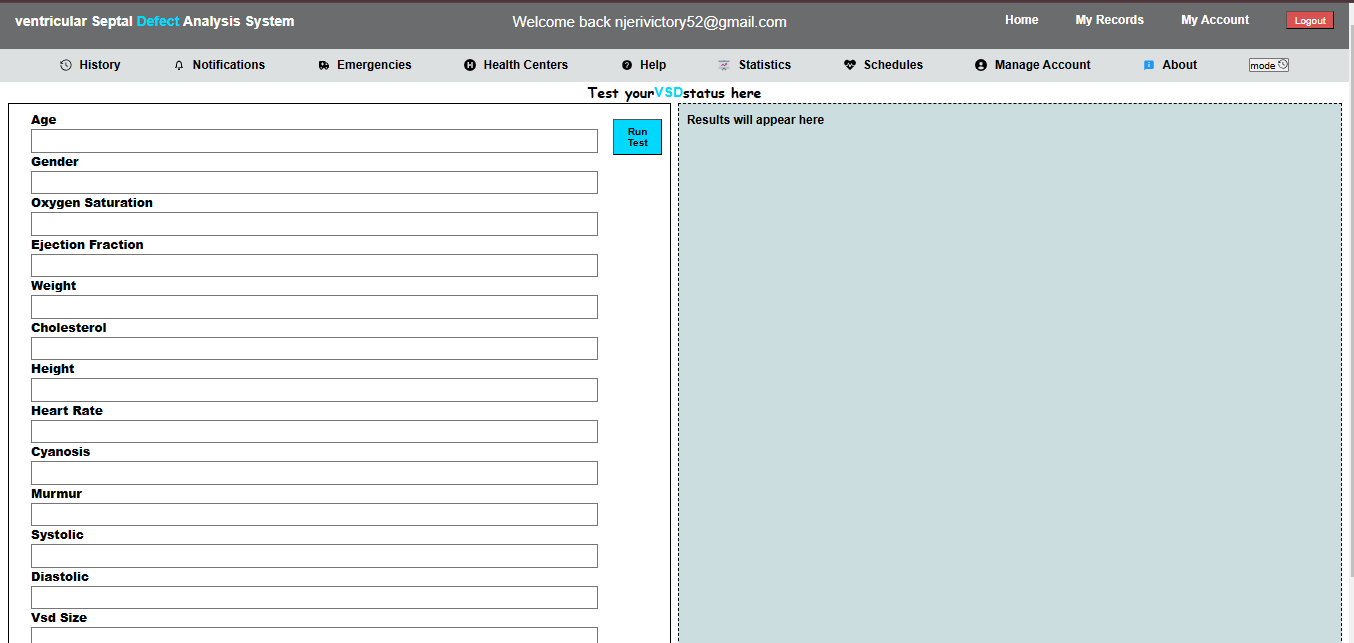 ventricular Septal Defect Analysis System
Welcome back njerivictory52@gmail.com
Home My Records My Account Logout
History Notifications Emergencies Health Centers Help Statistics Schedules Manage Account About mode
Test yourVSDstatus here
Age
Run
Test
Results will appear here
Gender
Oxygen Saturation
Ejection Fraction
Weight
Cholesterol
Height
Heart Rate
Cyanosis
Murmur
Systolic
Diastolic
Vsd Size